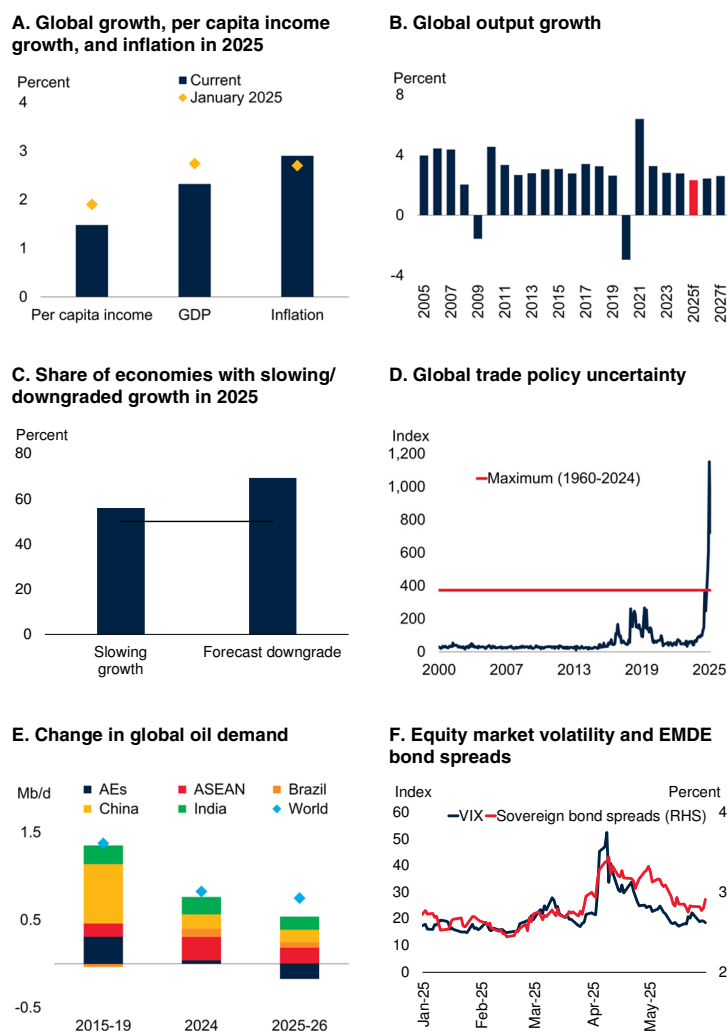 A. Global growth, per capita income
growth, and inflation in 2025
Percent
Current
January 2025
4
3
2
1
0
Per capita income
GDP
Inflation
B. Global output growth
Percent
8
4
0
-4
2005
2007
2009
2011
2013
2015
2017
2019
2021
2023
2025f
2027f
C. Share of economies with slowing/
downgraded growth in 2025
Percent
80
60
40
20
0
Slowing
growth
Forecast downgrade
D. Global trade policy uncertainty
Index
1,200
1,000
800
600
400
200
0
Maximum (1960-2024)
2000
2007
2013
2019
2025
E. Change in global oil demand
Mb/d
AEs
ASEAN
Brazil
China
India
World
1.5
0.5
-0.5
2015-19
2024
2025-26
F. Equity market volatility and EMDE
bond spreads
Index
Percent
60
50
40
30
20
10
0
VIX
Sovereign bond spreads (RHS)
4
3
2
Jan-25
Feb-25
Mar-25
Apr-25
May-25